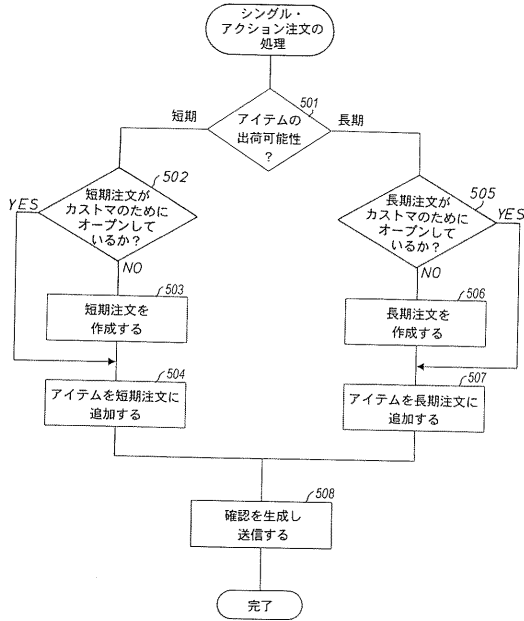 シングル・
アクション注文の
処理
501
アイテムの
出荷可能性
?
短期
長期
502
短期注文が
カストマのために
オープンして
いるか?
YES
NO
505
長期注文が
カストマのために
オープンして
いるか?
YES
NO
503
短期注文を
作成する
506
長期注文を
作成する
504
アイテムを短期注文に
追加する
507
アイテムを長期注文に
追加する
508
確認を生成し
送信する
完了